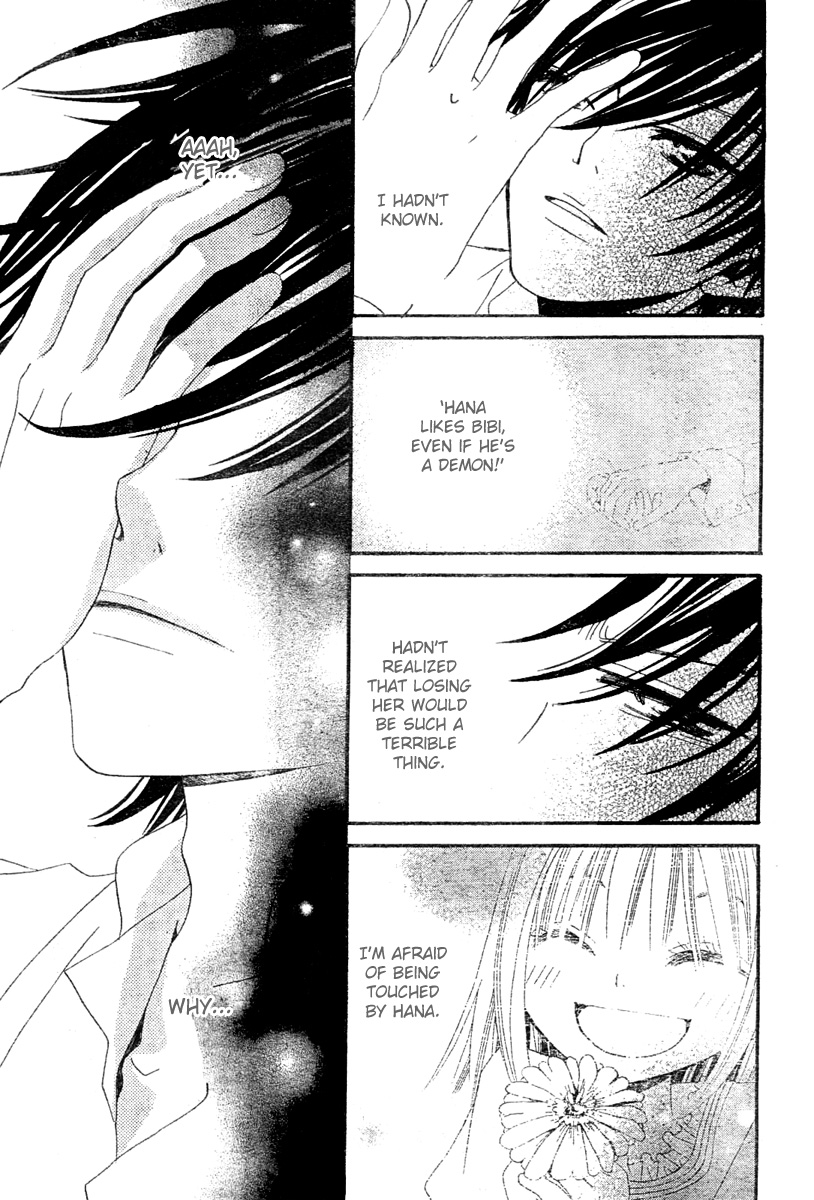 I HADN'T
KNOWN.
'HANA
LIKES BIBI,
EVEN IF HE'S
A DEMON!'
HADN'T
REALIZED
THAT LOSING
HER WOULD
BE SUCH A
TERRIBLE
THING.
I'M AFRAID
OF BEING
TOUCHED
BY HANA.
AAAH,
YET...
WHY...